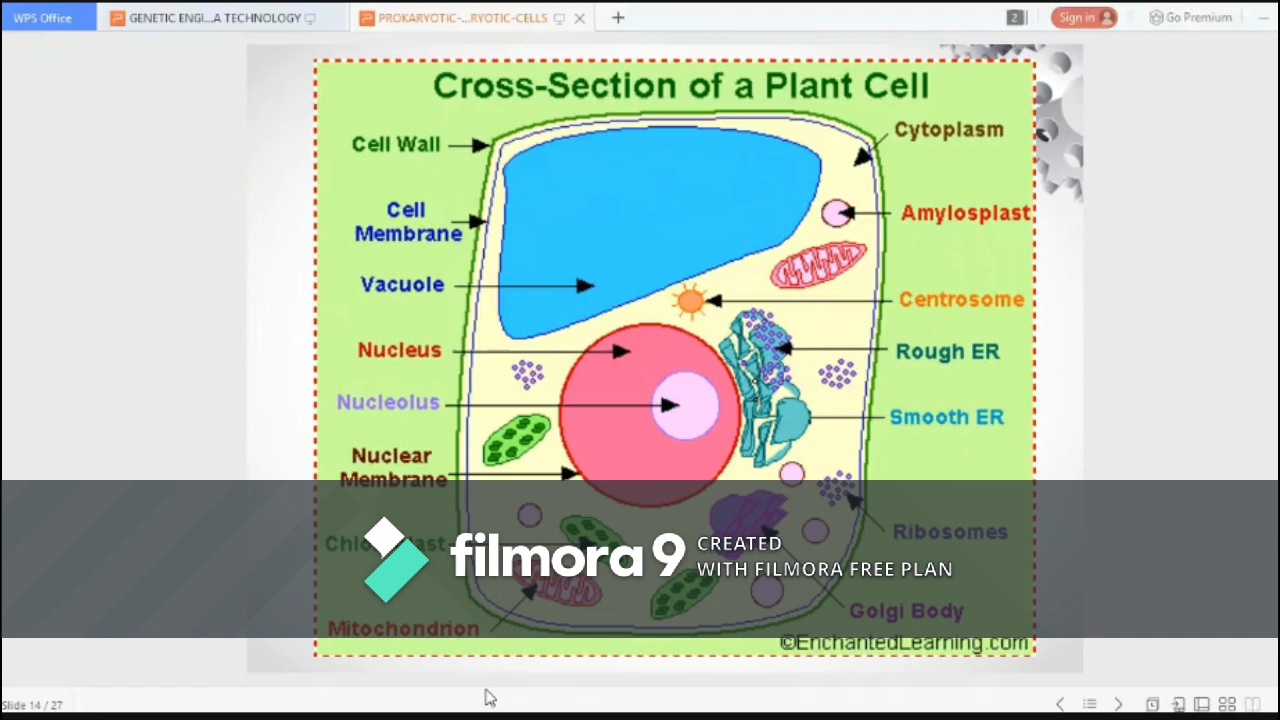 WPS Office
GENETIC ENGI...A TECHNOLOGY
PROKARYOTIC-...RYOTIC-CELLS
2
Sign in
Go Premium
Cross-Section of a Plant Cell
Cell Wall
Cytoplasm
Cell
Membrane
Amylosplast
Vacuole
Centrosome
Nucleus
Rough ER
Nucleolus
Smooth ER
Nuclear
Membrane
Ribosomes
filmora 9
CREATED
WITH FILMORA FREE PLAN
Golgi Body
Mitochondrion
©EnchantedLearning.com
Slide 14 / 27